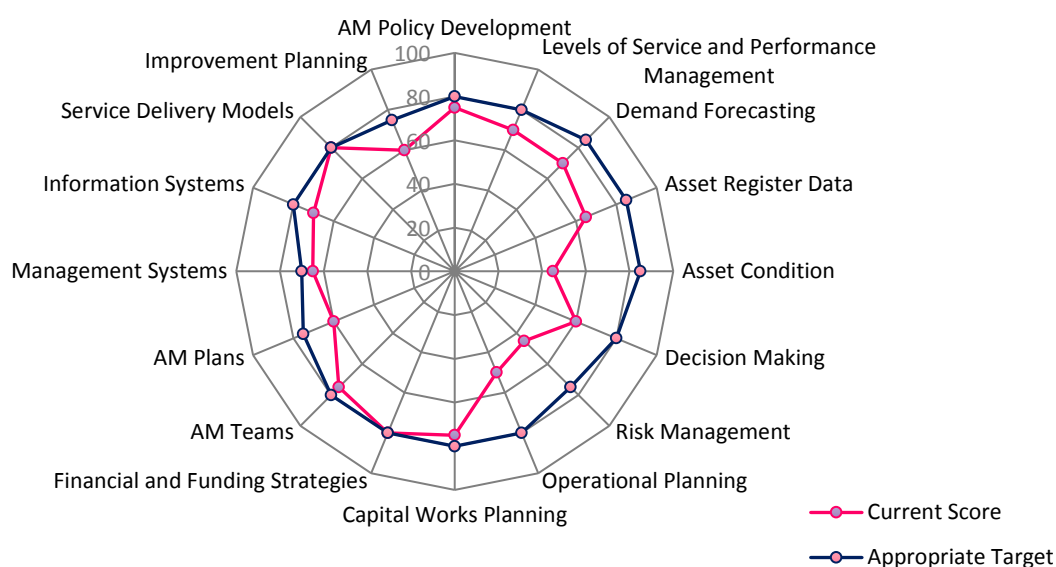 AM Policy Development
Levels of Service and Performance
Management
Demand Forecasting
Asset Register Data
Asset Condition
Decision Making
Risk Management
Operational Planning
Capital Works Planning
Financial and Funding Strategies
AM Teams
AM Plans
Management Systems
Information Systems
Service Delivery Models
Improvement Planning
100
80
60
40
20
0
Current Score
Appropriate Target